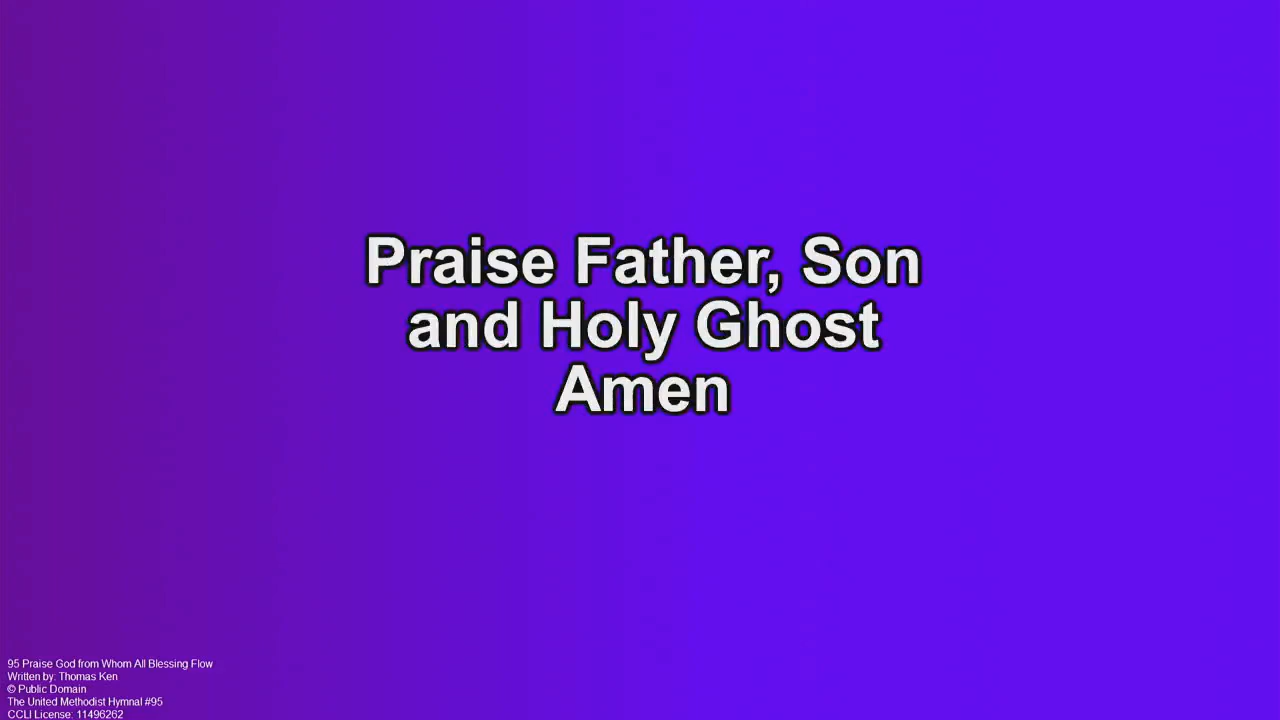 Praise Father, Son
and Holy Ghost
Amen
95 Praise God from Whom All Blessing Flow
Written by: Thomas Ken
© Public Domain
The United Methodist Hymnal #95
CCLI License: 11496262